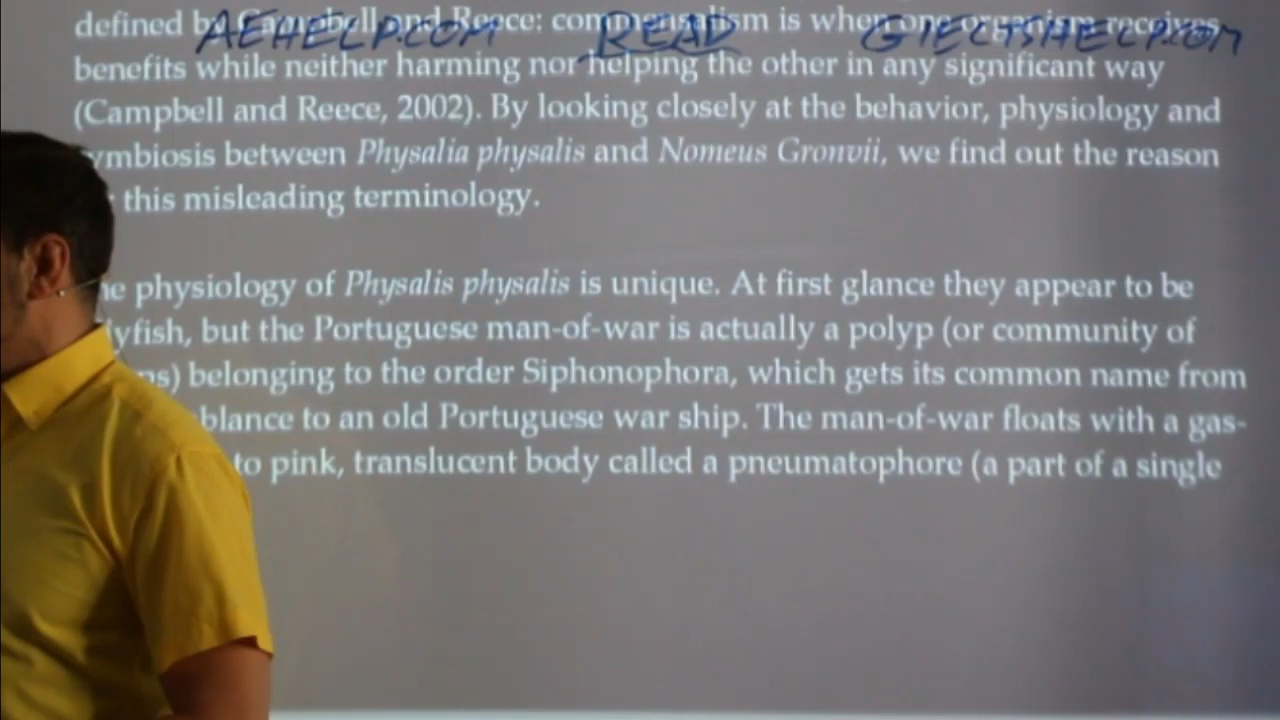 AEHELP.COM READ GIELTSHELP.COM
defined by Campbell and Reece: commensalism is when one organism receives
benefits while neither harming nor helping the other in any significant way
(Campbell and Reece, 2002). By looking closely at the behavior, physiology and
ymbiosis between Physalia physalis and Nomeus Gronvii, we find out the reason
this misleading terminology.
he physiology of Physalis physalis is unique. At first glance they appear to be
lyfish, but the Portuguese man-of-war is actually a polyp (or community of
ps) belonging to the order Siphonophora, which gets its common name from
blance to an old Portuguese war ship. The man-of-war floats with a gas-
to pink, translucent body called a pneumatophore (a part of a single